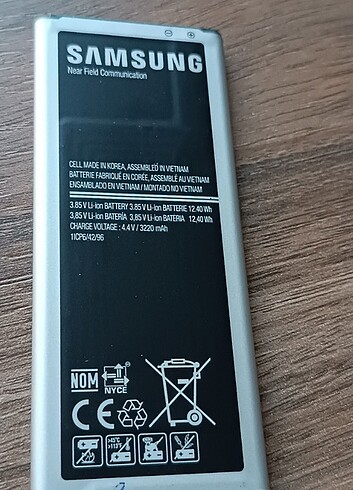 SAMSUNG
Near Field Communication
CELL MADE IN KOREA, ASSEMBLED IN VIETNAM
BATTERIE FABRIQUÉ EN CORÉE, ASSEMBLÉ AU VIETNAM
ENSAMBLADO EN VIETNAM / MONTADO NO VIETNAM
3.85 V Li-ion BATTERY 3.85 V Li-ion BATTERIE 12.40 Wh
3,85 V Li-ion BATERÍA 3,85 V Li-ion BATERIA 12,40 Wh
CHARGE VOLTAGE : 4.4 V / 3220 mAh
1ICP6/42/96
NOM
NYCE
CE